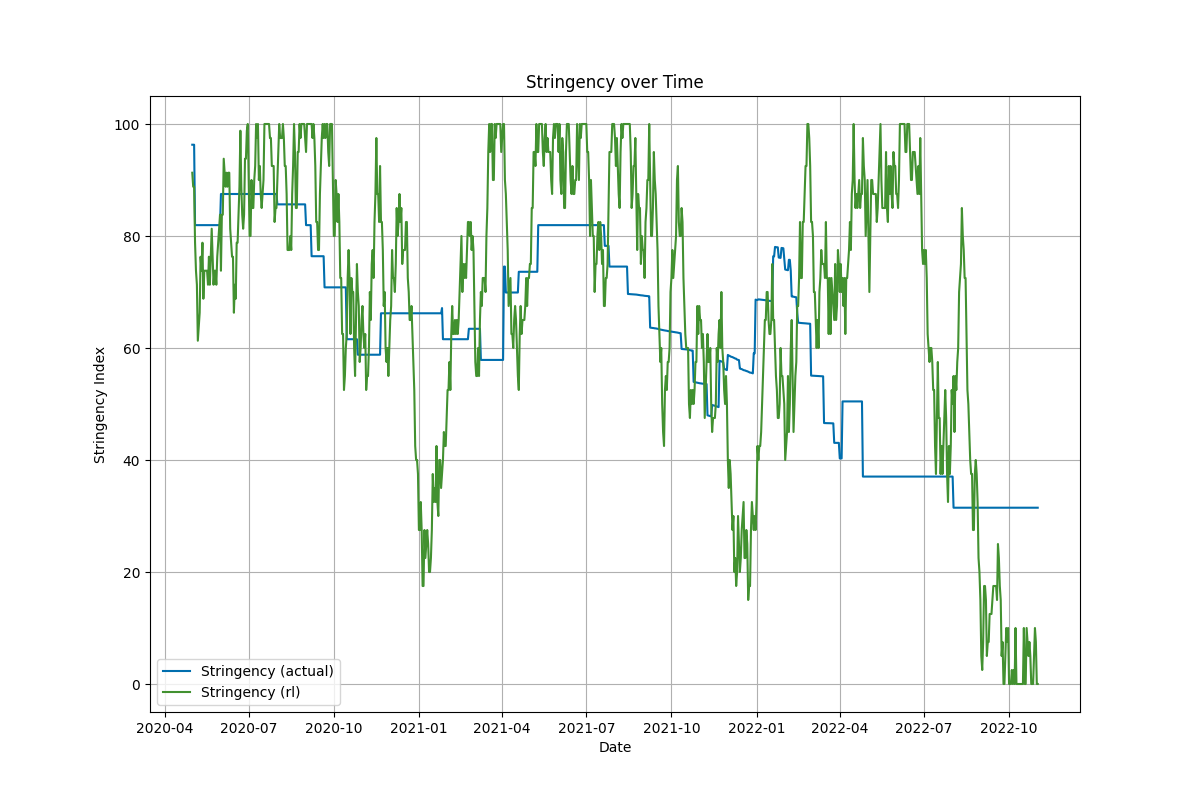 Stringency over Time
Stringency Index
100
80
60
40
20
0
Stringency (actual)
Stringency (rl)
2020-04 2020-07 2020-10 2021-01 2021-04 2021-07 2021-10 2022-01 2022-04 2022-07 2022-10
Date